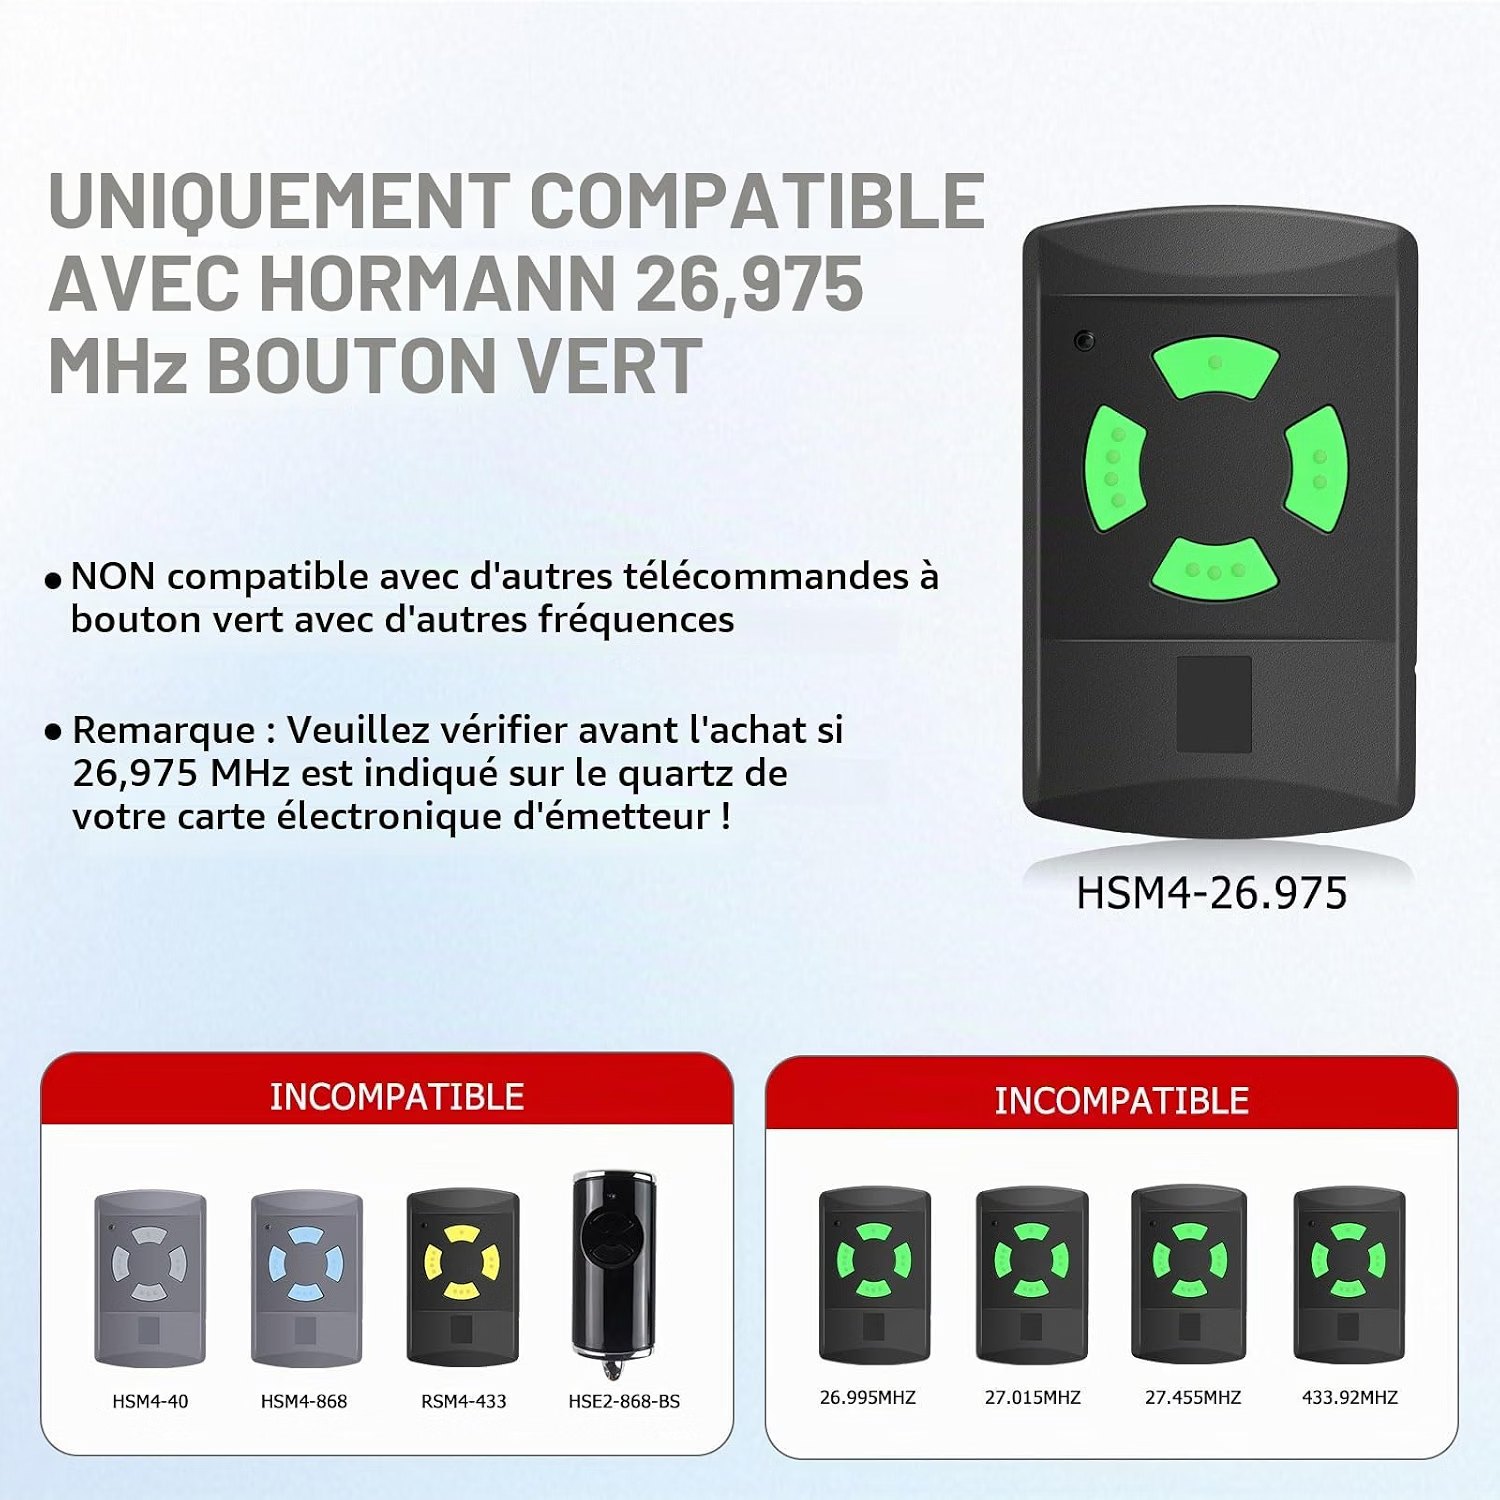 UNIQUEMENT COMPATIBLE
AVEC HORMANN 26,975
MHz BOUTON VERT
● NON compatible avec d'autres télécommandes à
bouton vert avec d'autres fréquences
● Remarque : Veuillez vérifier avant l'achat si
26,975 MHz est indiqué sur le quartz de
votre carte électronique d'émetteur !
HSM4-26.975
INCOMPATIBLE
HSM4-40
HSM4-868
RSM4-433
HSE2-868-BS
INCOMPATIBLE
26.995MHZ
27.015MHZ
27.455MHZ
433.92MHZ